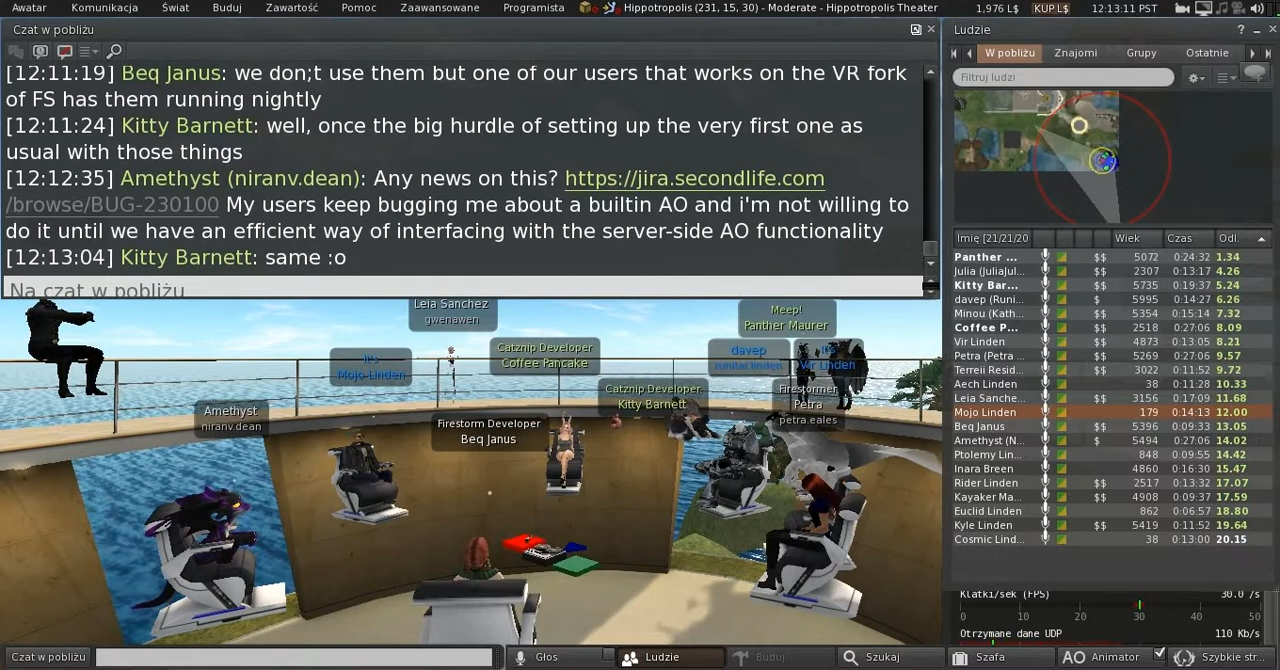 Awatar Komunikacja Świat Buduj Zawartość Pomoc Zaawansowane Programista Hippotropolis (231, 15, 30) - Moderate - Hippotropolis Theater 1,976 L$ KUP L$ 12:13:11 PST
Czat w pobliżu
[12:11:19] Beq Janus: we don;t use them but one of our users that works on the VR fork
of FS has them running nightly
[12:11:24] Kitty Barnett: well, once the big hurdle of setting up the very first one as
usual with those things
[12:12:35] Amethyst (niranv.dean): Any news on this? https://jira.secondlife.com
/browse/BUG-230100 My users keep bugging me about a builtin AO and i'm not willing to
do it until we have an efficient way of interfacing with the server-side AO functionality
[12:13:04] Kitty Barnett: same :o
Na czat w pobliżu
Leia Sanchez
gwenawen
Meep!
Panther Maurer
It's
Mojo Linden
Catznip Developer
Coffee Pancake
davep
runitai linden
It's
Vir Linden
Catznip Developer
Kitty Barnett
Firestormer
Petra
petra.eales
Amethyst
niranv.dean
Firestorm Developer
Beq Janus
Ludzie
W pobliżu Znajomi Grupy Ostatnie
Filtruj ludzi
Imię [21/21/20 Wiek Czas Odl.
Panther ... $$ 5072 0:24:32 1.34
Julia (JuliaJul... $$ 2307 0:13:17 4.26
Kitty Bar... $$ 5735 0:19:37 5.24
davep (Runi... $ 5995 0:14:27 6.26
Minou (Kath... $$ 5354 0:15:14 7.32
Coffee P... $$ 2518 0:27:06 8.09
Vir Linden $$ 4873 0:13:05 8.21
Petra (Petra ... $$ 5269 0:26:36 9.57
Terreii Resid... $$ 3022 0:11:52 9.72
Aech Linden 38 0:11:28 10.33
Leia Sanche... $$ 3156 0:17:09 11.68
Mojo Linden 179 0:14:13 12.00
Beq Janus $$ 5396 0:09:33 13.05
Amethyst (N... $ 5494 0:27:06 14.02
Ptolemy Lin... 848 0:09:55 14.42
Inara Breen 4860 0:16:30 15.47
Rider Linden $$ 2517 0:13:32 17.07
Kayaker Ma... $$ 4908 0:09:37 17.59
Euclid Linden 862 0:06:57 18.80
Kyle Linden $$ 5419 0:11:52 19.64
Cosmic Lind... 38 0:13:00 20.15
Klatki/sek (FPS) 30.0 /s
0 10 20 30 40 50
Otrzymane dane UDP 110 Kb/s
Czat w pobliżu Głos Ludzie Buduj Szukaj Szafa AO Animator Szybkie str...